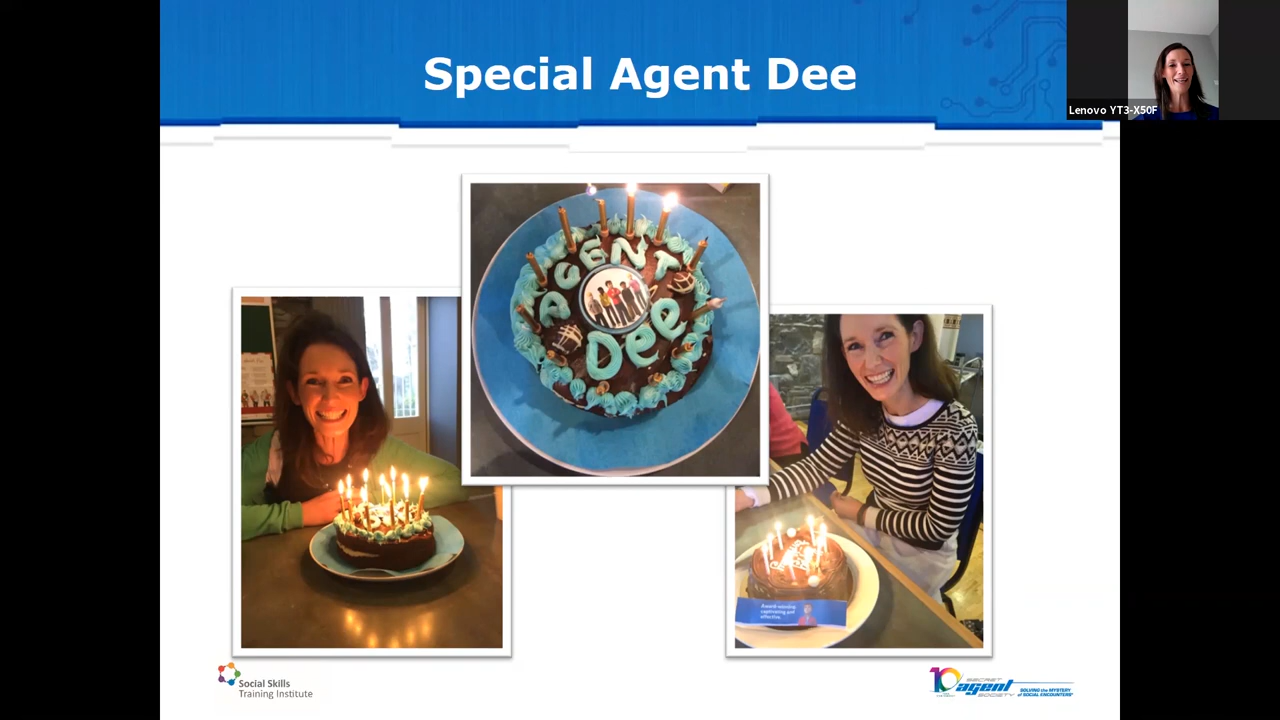 Special Agent Dee
Lenovo YT3-X50F
AGENT
Dee
Award-winning
captivating and
effective.
Social Skills
Training Institute
10
SECRET
agent
SOCIETY
SOLVING the MYSTERY
of SOCIAL ENCOUNTERS